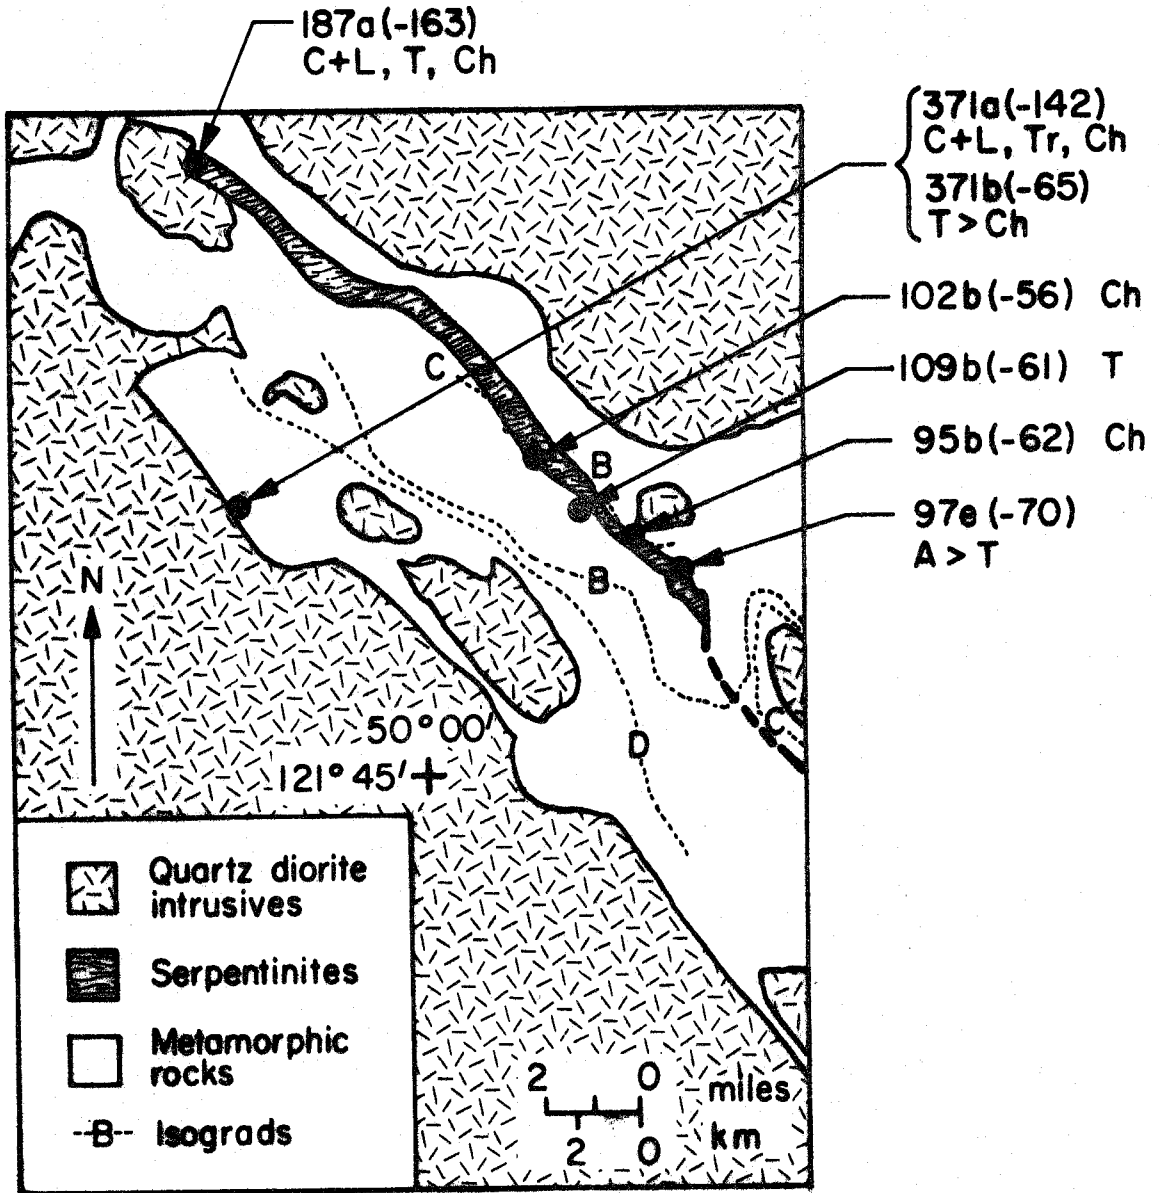 187a(-163)
C+L, T, Ch
371a(-142)
C+L, Tr, Ch
371b(-65)
T > Ch
102b(-56) Ch
109b(-61) T
95b(-62) Ch
97e(-70)
A > T
C
B
B
N
C
50°00'
121°45'
D
Quartz diorite
intrusives
Serpentinites
Metamorphic
rocks
B Isograds
2 0 miles
2 0 km